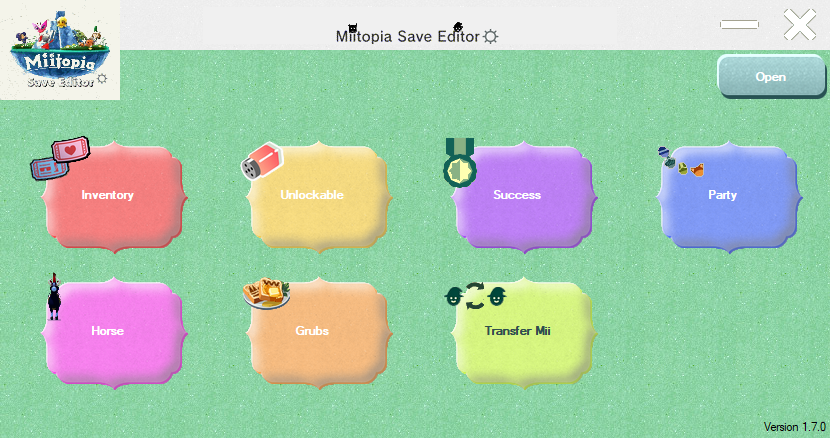 Miitopia
Save Editor
Miitopia Save Editor
Open
Inventory
Unlockable
Success
Party
Horse
Grubs
Transfer Mii
Version 1.7.0